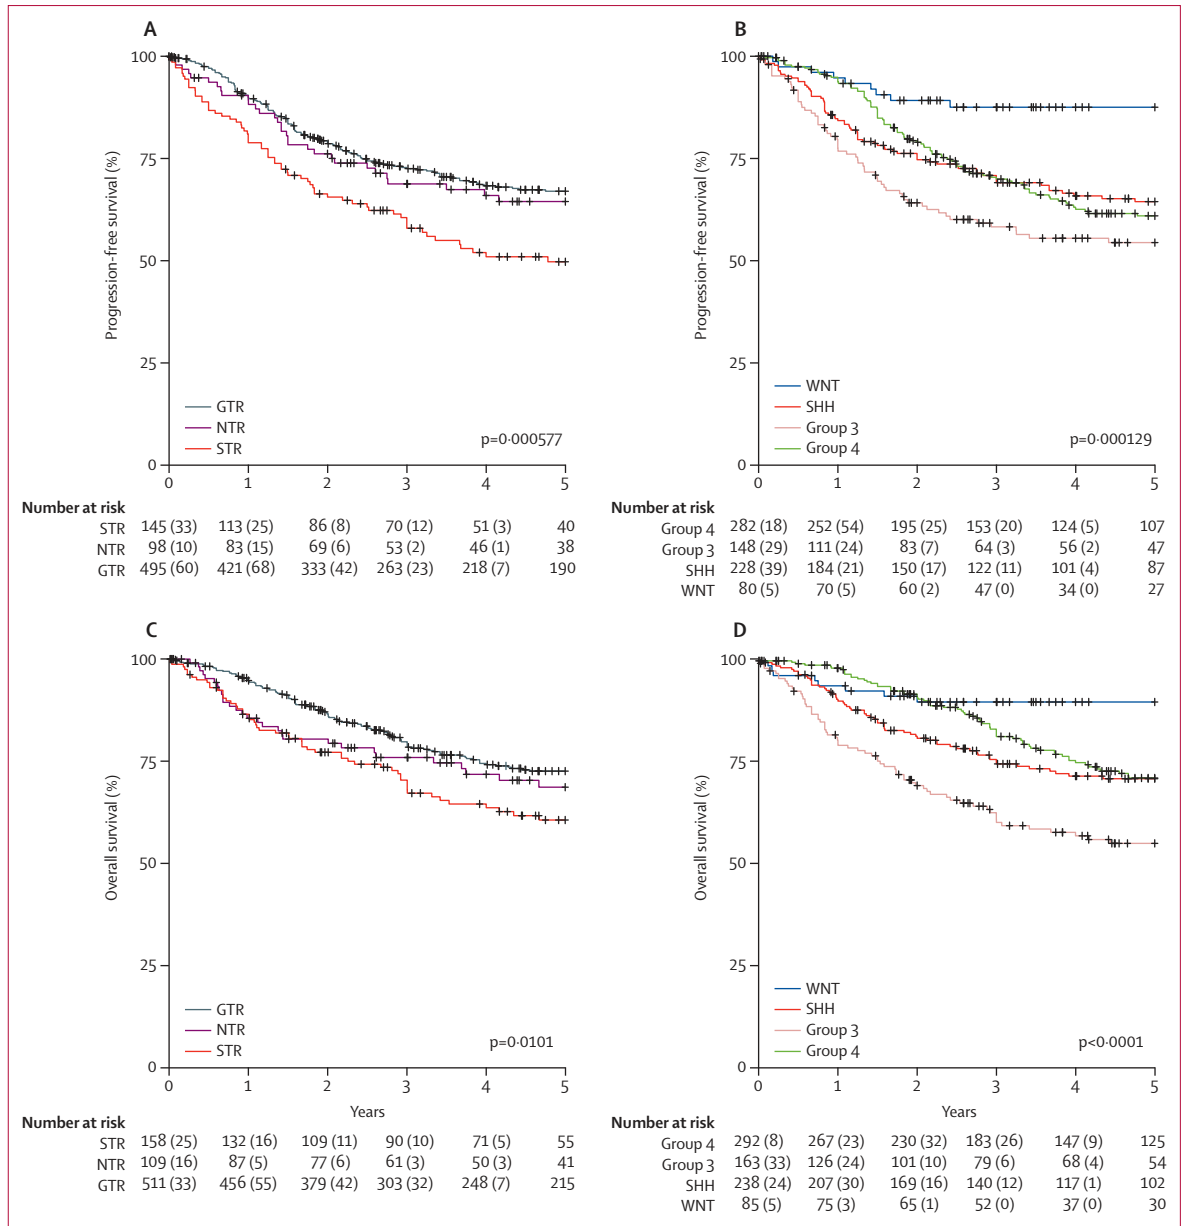 A
100
75
50
25
0
Progression-free survival (%)
GTR
NTR
STR
p=0·000577
0 1 2 3 4 5
Number at risk
STR 145 (33) 113 (25) 86 (8) 70 (12) 51 (3) 40
NTR 98 (10) 83 (15) 69 (6) 53 (2) 46 (1) 38
GTR 495 (60) 421 (68) 333 (42) 263 (23) 218 (7) 190
B
100
75
50
25
0
Progression-free survival (%)
WNT
SHH
Group 3
Group 4
p=0·000129
0 1 2 3 4 5
Group 4 282 (18) 252 (54) 195 (25) 153 (20) 124 (5) 107
Group 3 148 (29) 111 (24) 83 (7) 64 (3) 56 (2) 47
SHH 228 (39) 184 (21) 150 (17) 122 (11) 101 (4) 87
WNT 80 (5) 70 (5) 60 (2) 47 (0) 34 (0) 27
Number at risk
C
100
75
50
25
0
Overall survival (%)
GTR
NTR
STR
p=0·0101
0 1 2 3 4 5
Years
Number at risk
STR 158 (25) 132 (16) 109 (11) 90 (10) 71 (5) 55
NTR 109 (16) 87 (5) 77 (6) 61 (3) 50 (3) 41
GTR 511 (33) 456 (55) 379 (42) 303 (32) 248 (7) 215
D
100
75
50
25
0
Overall survival (%)
WNT
SHH
Group 3
Group 4
p<0·0001
0 1 2 3 4 5
Years
Number at risk
Group 4 292 (8) 267 (23) 230 (32) 183 (26) 147 (9) 125
Group 3 163 (33) 126 (24) 101 (10) 79 (6) 68 (4) 54
SHH 238 (24) 207 (30) 169 (16) 140 (12) 117 (1) 102
WNT 85 (5) 75 (3) 65 (1) 52 (0) 37 (0) 30